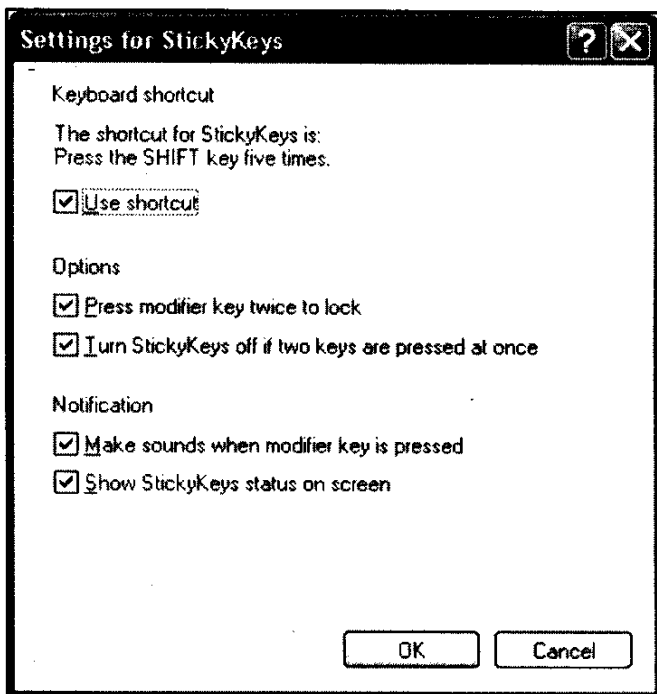 Settings for StickyKeys
Keyboard shortcut
The shortcut for StickyKeys is:
Press the SHIFT key five times.
Use shortcut
Options
Press modifier key twice to lock
Turn StickyKeys off if two keys are pressed at once
Notification
Make sounds when modifier key is pressed
Show StickyKeys status on screen
OK Cancel